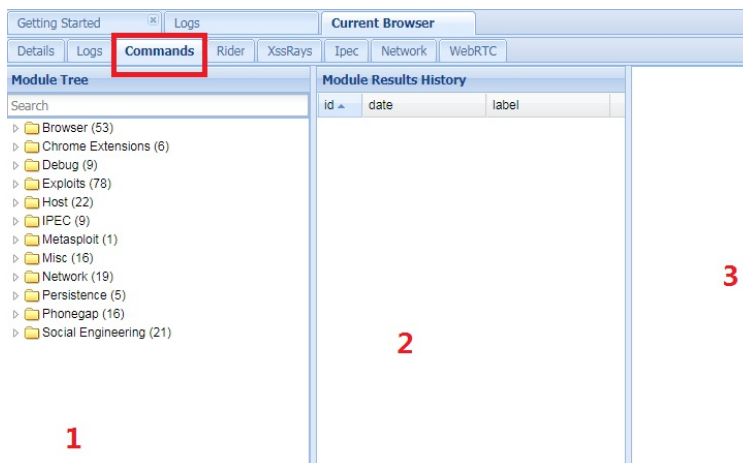 Getting Started Logs Current Browser
Details Logs Commands Rider XssRays Ipec Network WebRTC
Module Tree
Search
Browser (53)
Chrome Extensions (6)
Debug (9)
Exploits (78)
Host (22)
IPEC (9)
Metasploit (1)
Misc (16)
Network (19)
Persistence (5)
Phonegap (16)
Social Engineering (21)
1
Module Results History
id date label
2
3